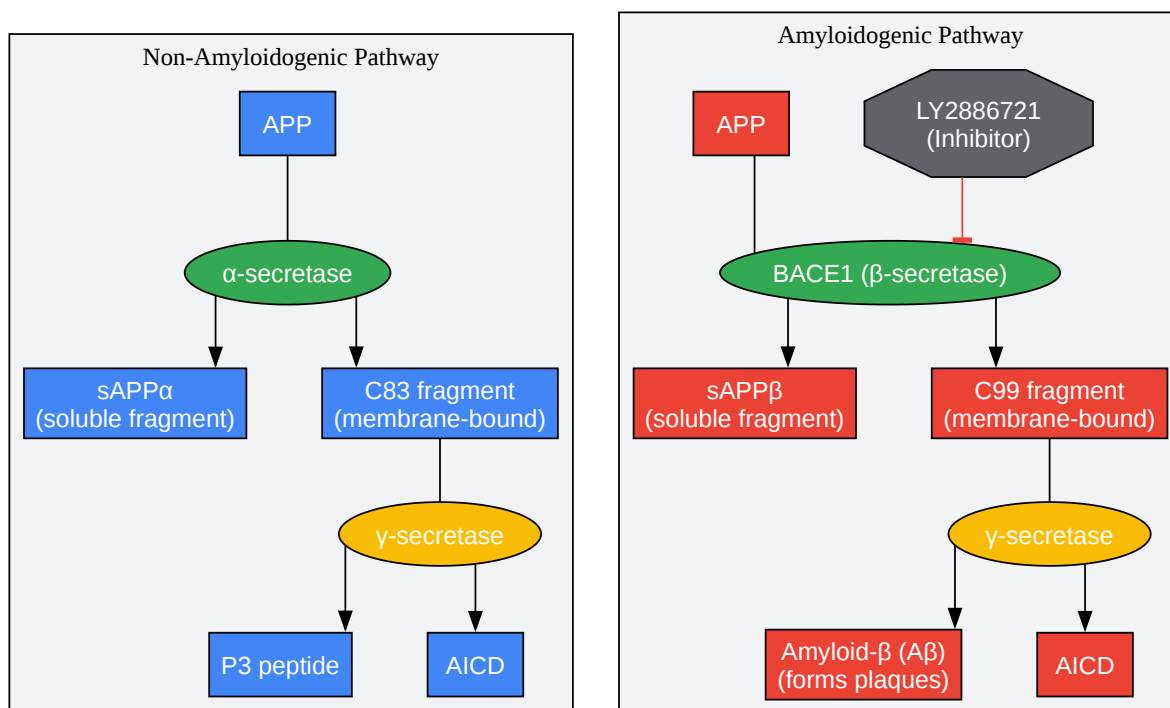 Non-Amyloidogenic Pathway
APP
α-secretase
sAPPα
(soluble fragment)
C83 fragment
(membrane-bound)
γ-secretase
P3 peptide
AICD
Amyloidogenic Pathway
APP
LY2886721
(Inhibitor)
BACE1 (β-secretase)
sAPPβ
(soluble fragment)
C99 fragment
(membrane-bound)
γ-secretase
Amyloid-β (Aβ)
(forms plaques)
AICD